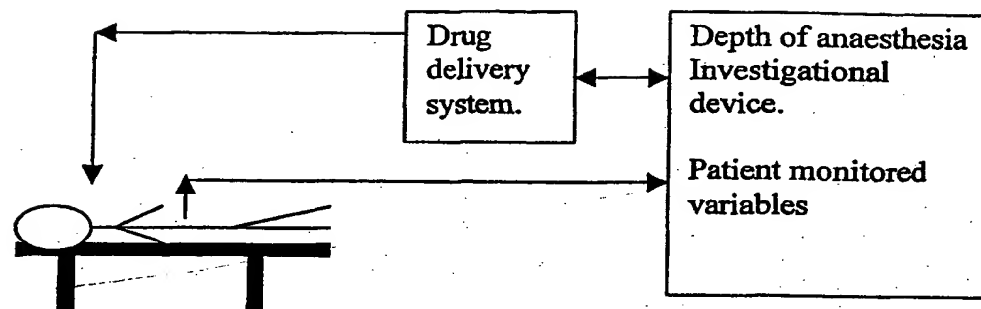 Drug
delivery
system.
Depth of anaesthesia
Investigational
device.
Patient monitored
variables